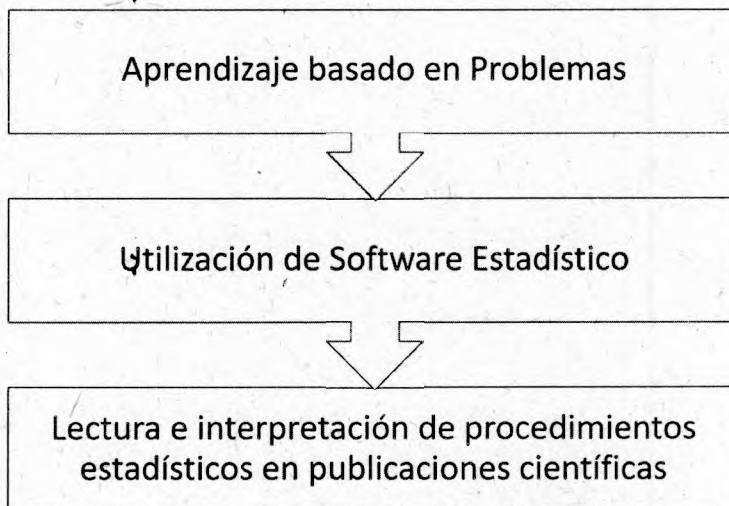 Aprendizaje basado en Problemas
Utilización de Software Estadístico
Lectura e interpretación de procedimientos
estadísticos en publicaciones científicas